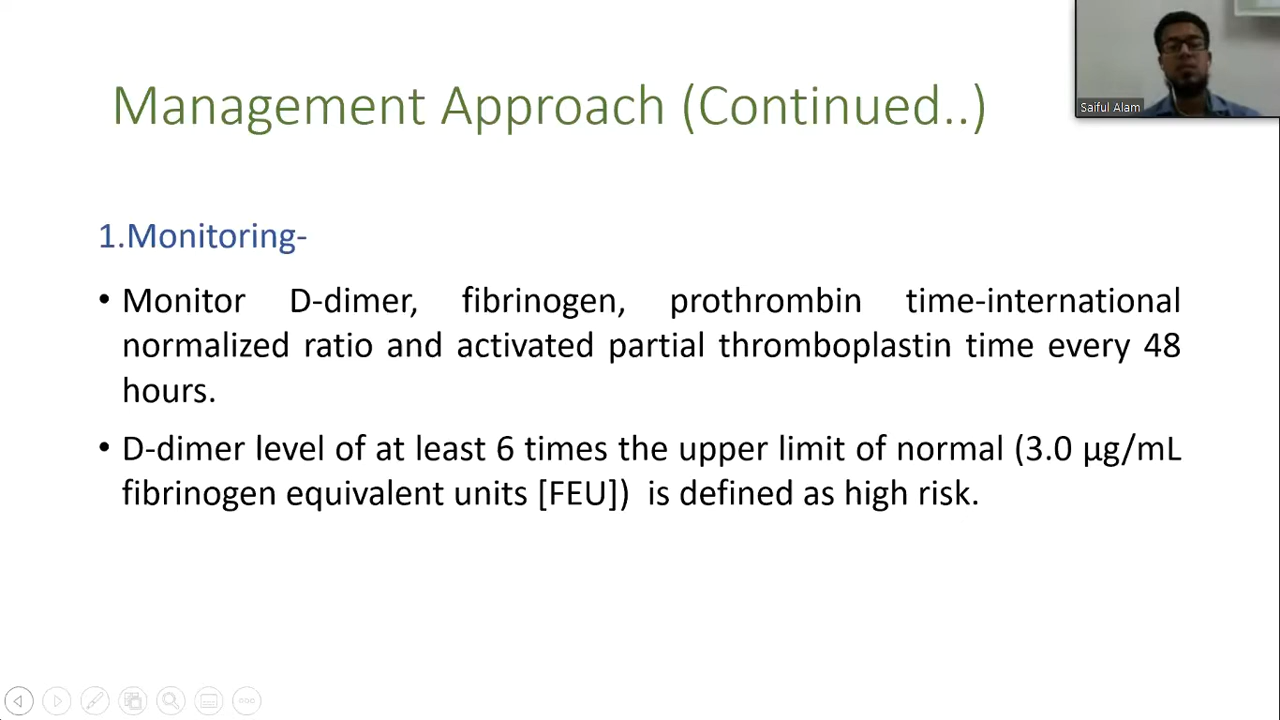 Management Approach (Continued..)
Saiful Alam
1.Monitoring-
• Monitor D-dimer, fibrinogen, prothrombin time-international
normalized ratio and activated partial thromboplastin time every 48
hours.
• D-dimer level of at least 6 times the upper limit of normal (3.0 µg/mL
fibrinogen equivalent units [FEU])  is defined as high risk.